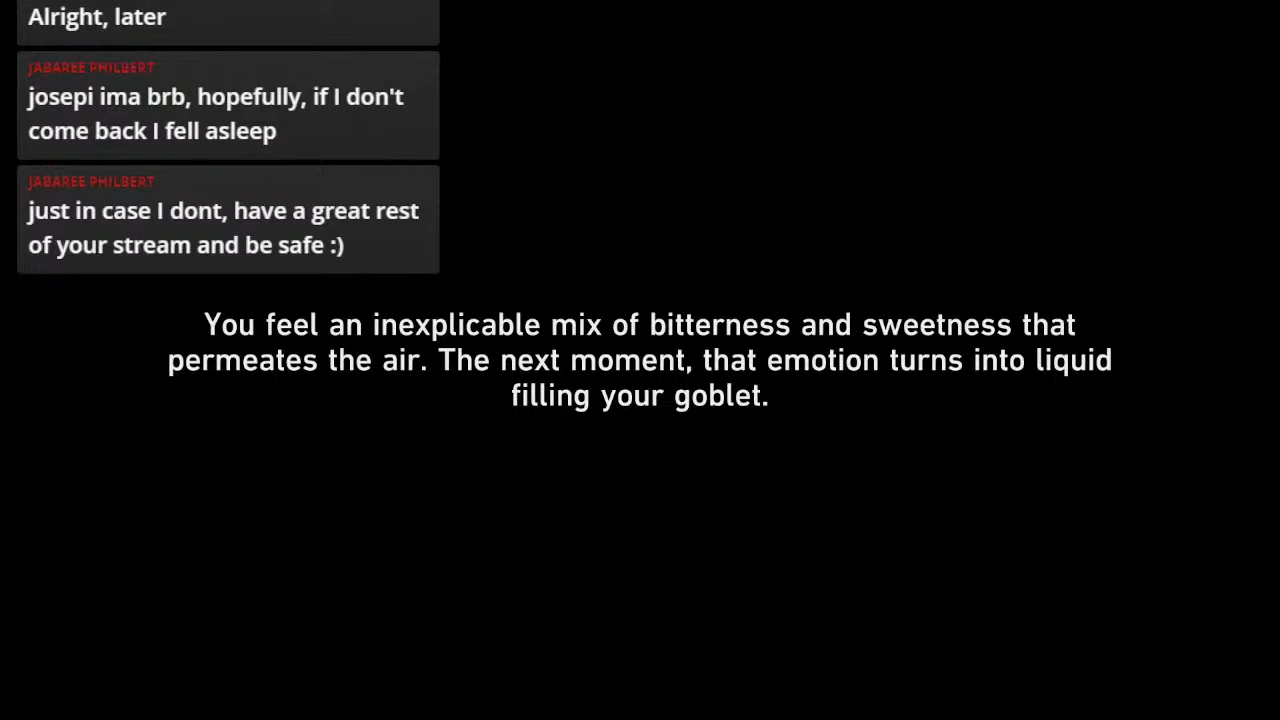 Alright, later
JABAREE PHILBERT
josepi ima brb, hopefully, if I don't
come back I fell asleep
JABAREE PHILBERT
just in case I dont, have a great rest
of your stream and be safe :)
You feel an inexplicable mix of bitterness and sweetness that
permeates the air. The next moment, that emotion turns into liquid
filling your goblet.